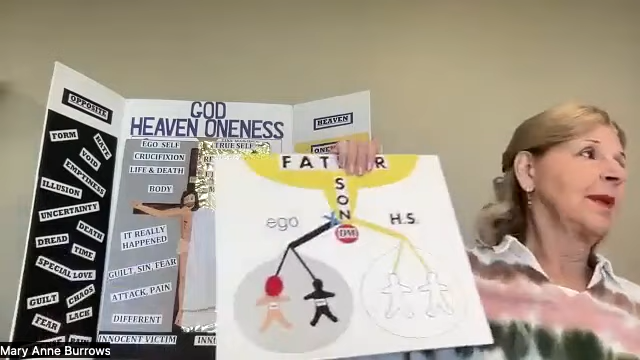 OPPOSITE
FORM
HATE
VOID
EMPTINESS
ILLUSION
UNCERTAINTY
DEATH
DREAD
TIME
PAIN
SPECIAL LOVE
GUILT
CHAOS
FEAR
LACK
GOD
HEAVEN ONENESS
EGO SELF
TRUE SELF
CRUCIFIXION
LIFE & DEATH
BODY
IT REALLY
HAPPENED
GUILT, SIN, FEAR
ATTACK, PAIN
DIFFERENT
INNOCENT VICTIM
HEAVEN
FATHER
SON
ego
H.S.
DM
Mary Anne Burrows